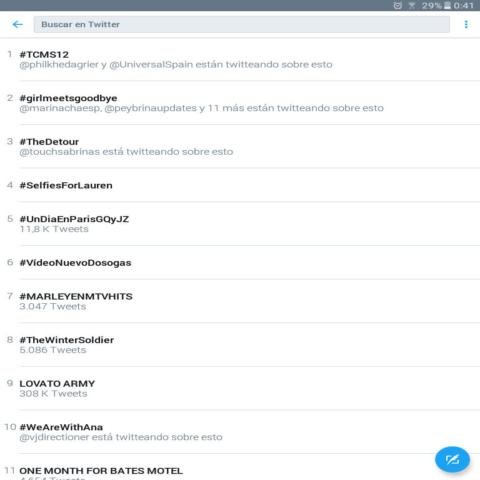 29% 0:41
Buscar en Twitter
1 #TCMS12
@philkhedagrier y @UniversalSpain están twitteando sobre esto
2 #girlmeetsgoodbye
@marinachaesp, @peybrinaupdates y 11 más están twitteando sobre esto
3 #TheDetour
@touchsabrinas está twitteando sobre esto
4 #SelfiesForLauren
5 #UnDiaEnParisGQyJZ
11,8 K Tweets
6 #VídeoNuevoDosogas
7 #MARLEYENMTVHITS
3.047 Tweets
8 #TheWinterSoldier
5.086 Tweets
9 LOVATO ARMY
308 K Tweets
10 #WeAreWithAna
@vjdirectioner está twitteando sobre esto
11 ONE MONTH FOR BATES MOTEL
4.654 Tweets